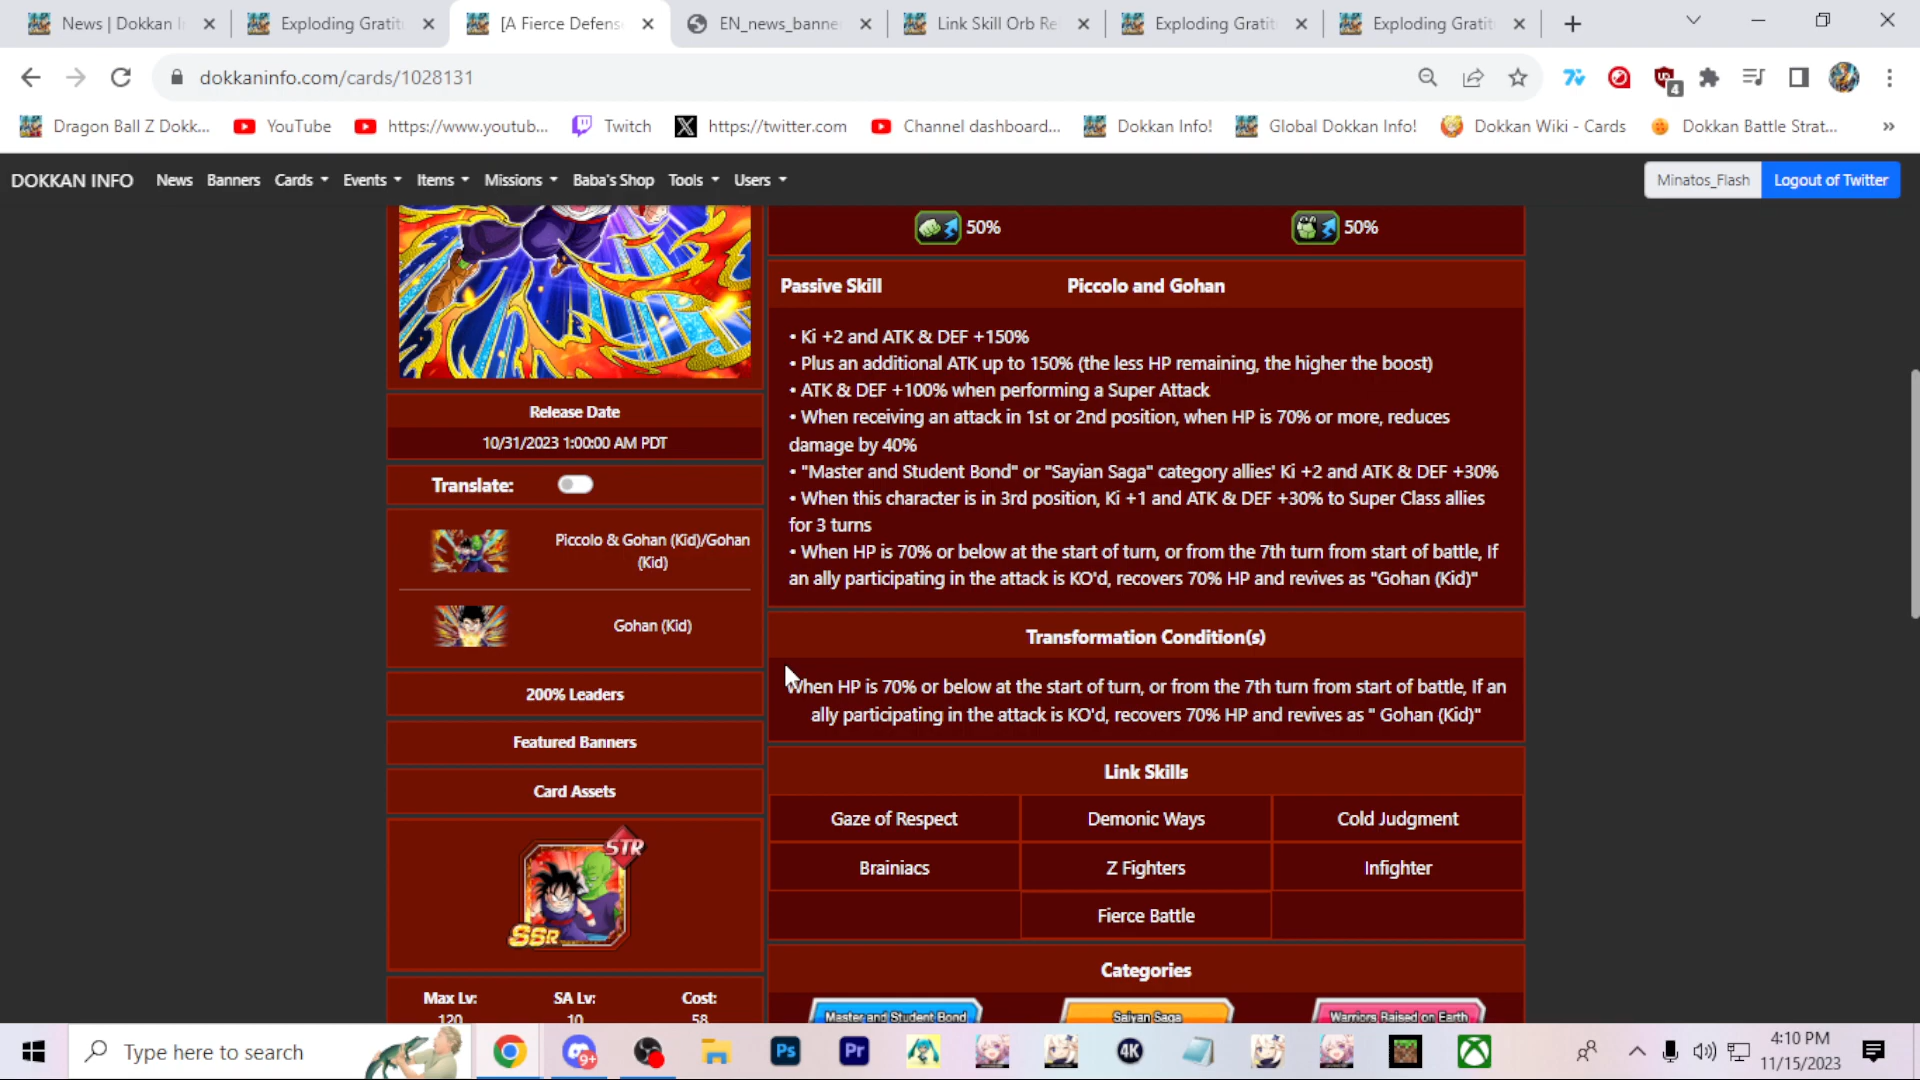 News | Dokkan I
Exploding Gratit
[A Fierce Defens
EN_news_banne
Link Skill Orb Re
Exploding Gratit
Exploding Gratit
dokkaninfo.com/cards/1028131
4
Dragon Ball Z Dokk...
YouTube
https://www.youtub...
Twitch
https://twitter.com
Channel dashboard...
Dokkan Info!
Global Dokkan Info!
Dokkan Wiki - Cards
Dokkan Battle Strat...
»
DOKKAN INFO
News
Banners
Cards
Events
Items
Missions
Baba's Shop
Tools
Users
Minatos_Flash
Logout of Twitter
50%
50%
Passive Skill
Piccolo and Gohan
• Ki +2 and ATK & DEF +150%
• Plus an additional ATK up to 150% (the less HP remaining, the higher the boost)
• ATK & DEF +100% when performing a Super Attack
• When receiving an attack in 1st or 2nd position, when HP is 70% or more, reduces
damage by 40%
• "Master and Student Bond" or "Sayian Saga" category allies' Ki +2 and ATK & DEF +30%
• When this character is in 3rd position, Ki +1 and ATK & DEF +30% to Super Class allies
for 3 turns
• When HP is 70% or below at the start of turn, or from the 7th turn from start of battle, If
an ally participating in the attack is KO'd, recovers 70% HP and revives as "Gohan (Kid)"
Release Date
10/31/2023 1:00:00 AM PDT
Translate:
Piccolo & Gohan (Kid)/Gohan
(Kid)
Gohan (Kid)
200% Leaders
Featured Banners
Card Assets
STR
SSR
Max Lv:
SA Lv:
Cost:
120
10
58
Transformation Condition(s)
When HP is 70% or below at the start of turn, or from the 7th turn from start of battle, If an
ally participating in the attack is KO'd, recovers 70% HP and revives as " Gohan (Kid)"
Link Skills
Gaze of Respect
Demonic Ways
Cold Judgment
Brainiacs
Z Fighters
Infighter
Fierce Battle
Categories
Master and Student Bond
Saiyan Saga
Warriors Raised on Earth
Type here to search
9+
Ps
Pr
4K
4:10 PM
11/15/2023